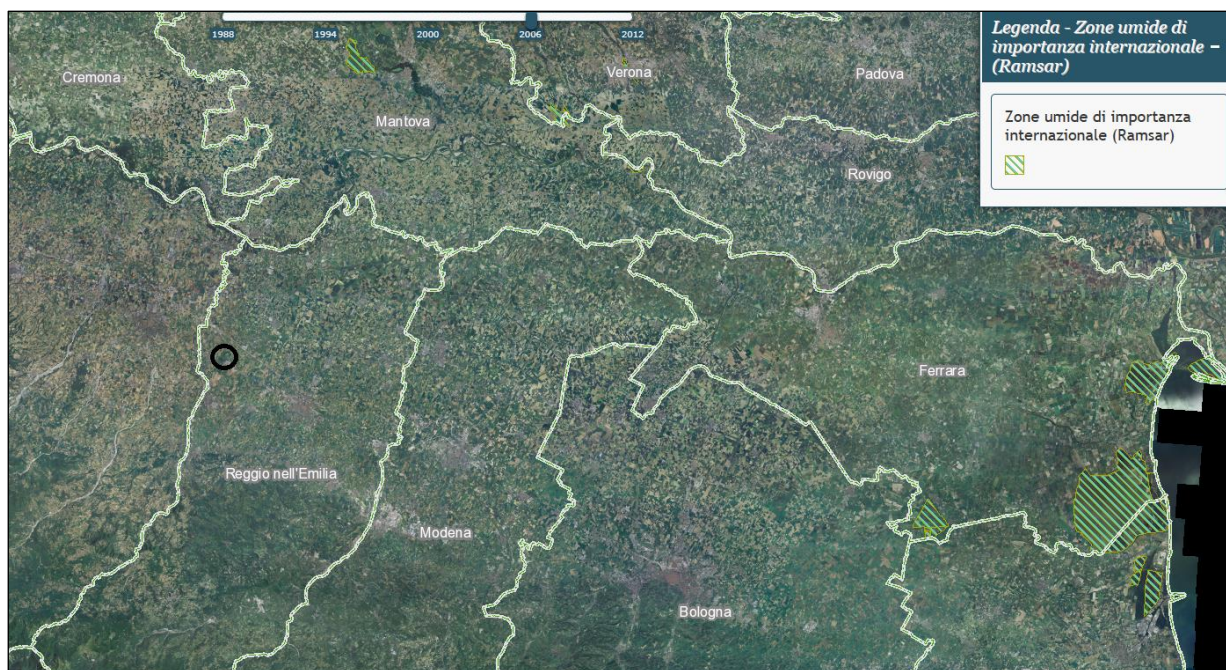 1988 1994 2000 2006 2012
Legenda - Zone umide di
importanza internazionale –
(Ramsar)
Zone umide di importanza
internazionale (Ramsar)
Cremona
Verona
Padova
Mantova
Rovigo
Ferrara
Reggio nell'Emilia
Modena
Bologna